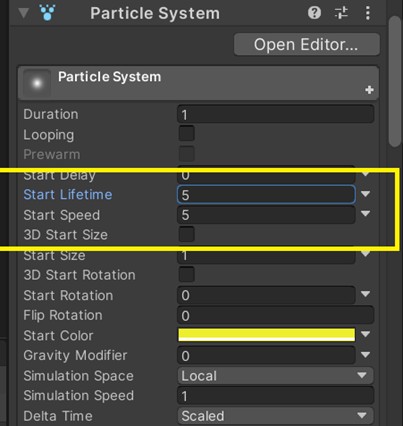 Particle System
Open Editor...
Particle System
Duration 1
Looping
Prewarm
Start Delay 0
Start Lifetime 5
Start Speed 5
3D Start Size
Start Size 1
3D Start Rotation
Start Rotation 0
Flip Rotation 0
Start Color
Gravity Modifier 0
Simulation Space Local
Simulation Speed 1
Delta Time Scaled